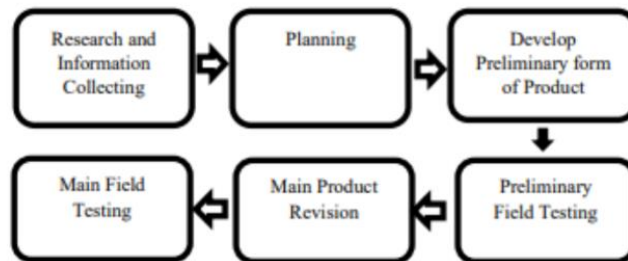 Research and
Information
Collecting
Planning
Develop
Preliminary form
of Product
Preliminary
Field Testing
Main Product
Revision
Main Field
Testing